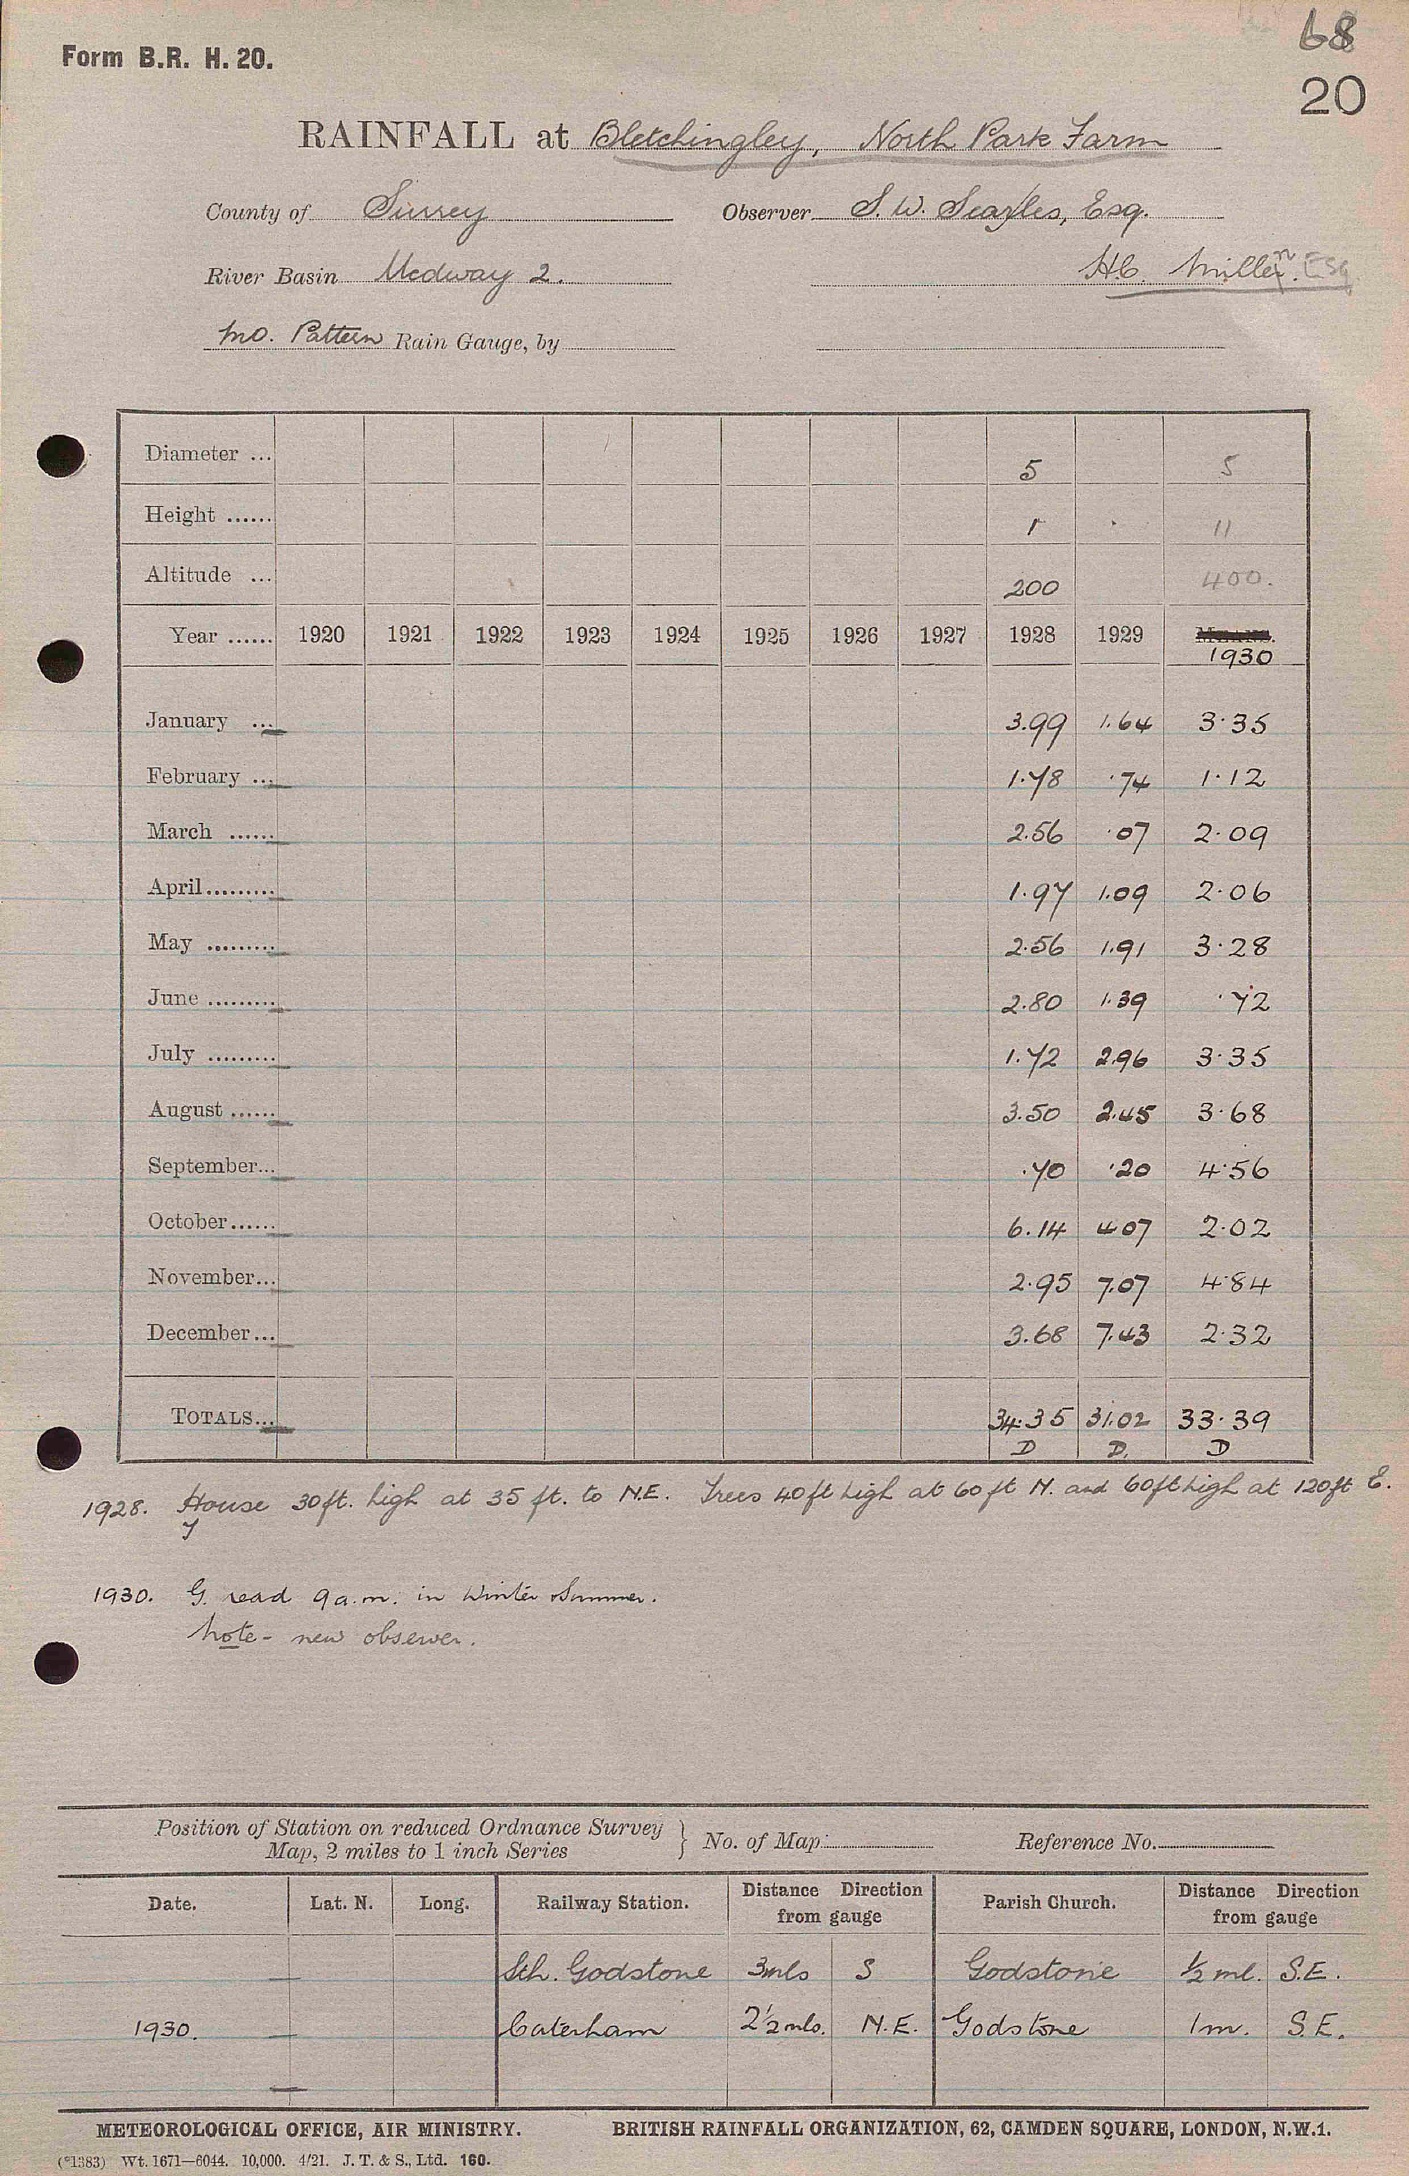 68
Form B.R. H. 20.
20
RAINFALL at Bletchingley, North Park Farm
County of Surrey Observer S. W. Searles, Esq.
River Basin Medway 2. H.C. Millen. Esq
MO. Pattern Rain Gauge, by
Diameter ... 5 5
Height ...... 1 11
Altitude ... 200 400.
Year ...... 1920 1921 1922 1923 1924 1925 1926 1927 1928 1929 MEANS.
1930
January ... 3.99 1.64 3.35
February ... 1.78 .74 1.12
March ...... 2.56 .07 2.09
April......... 1.97 1.09 2.06
May ......... 2.56 1.91 3.28
June ......... 2.80 1.39 .72
July ......... 1.72 2.96 3.35
August ...... 3.50 2.45 3.68
September... .70 .20 4.56
October...... 6.14 4.07 2.02
November... 2.95 7.07 4.84
December... 3.68 7.43 2.32
TOTALS... 34.35 31.02 33.39
D D. D
1928. House 30ft. high at 35 ft. to N.E. Trees 40ft high at 60ft N. and 60ft high at 120ft E.
1930. G. read 9a.m. in Winter & Summer.
Note - new observer.
Position of Station on reduced Ordnance Survey
Map, 2 miles to 1 inch Series } No. of Map Reference No.
Date. Lat. N. Long. Railway Station. Distance Direction from gauge Parish Church. Distance Direction from gauge
Sth. Godstone 3mls S Godstone ½ ml. S.E.
1930. Caterham 2½mls. N.E. Godstone 1m. S.E.
METEOROLOGICAL OFFICE, AIR MINISTRY. BRITISH RAINFALL ORGANIZATION, 62, CAMDEN SQUARE, LONDON, N.W.1.
(*1383) Wt. 1671—6044. 10,000. 4/21. J. T. & S., Ltd. 160.